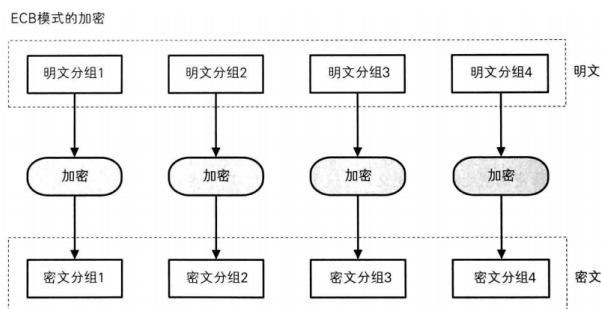 ECB模式的加密
明文分组1 明文分组2 明文分组3 明文分组4 明文
加密 加密 加密 加密
密文分组1 密文分组2 密文分组3 密文分组4 密文